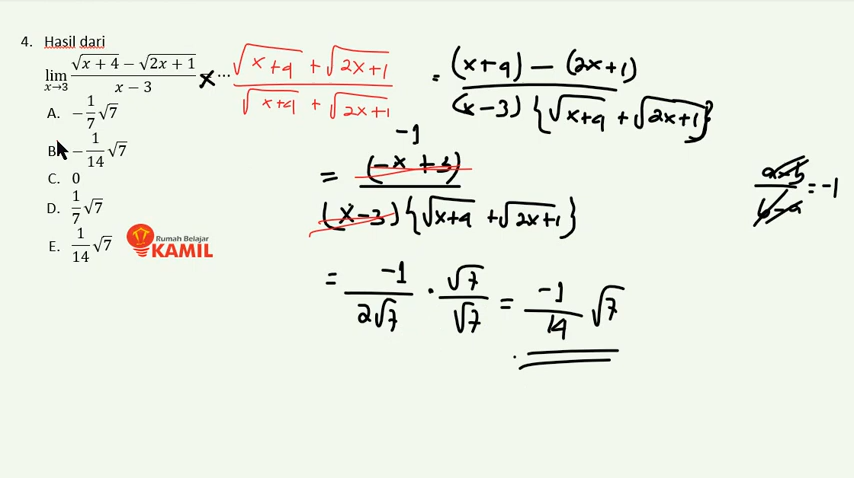 4. Hasil dari
lim x→3 (√(x + 4) − √(2x + 1)) / (x − 3) = ⋯ × (√(x+4) + √(2x+1)) / (√(x+4) + √(2x+1)) = ((x+4) − (2x+1)) / ((x−3) {√(x+4) + √(2x+1)})
A. −1/7 √7
B. −1/14 √7
C. 0
D. 1/7 √7
E. 1/14 √7
Rumah Belajar
KAMIL
-1
= (−x + 3) / ((x−3) {√(x+4) + √(2x+1)})
(a−b) / (b−a) = −1
= −1 / 2√7 · √7 / √7 = −1/14 √7